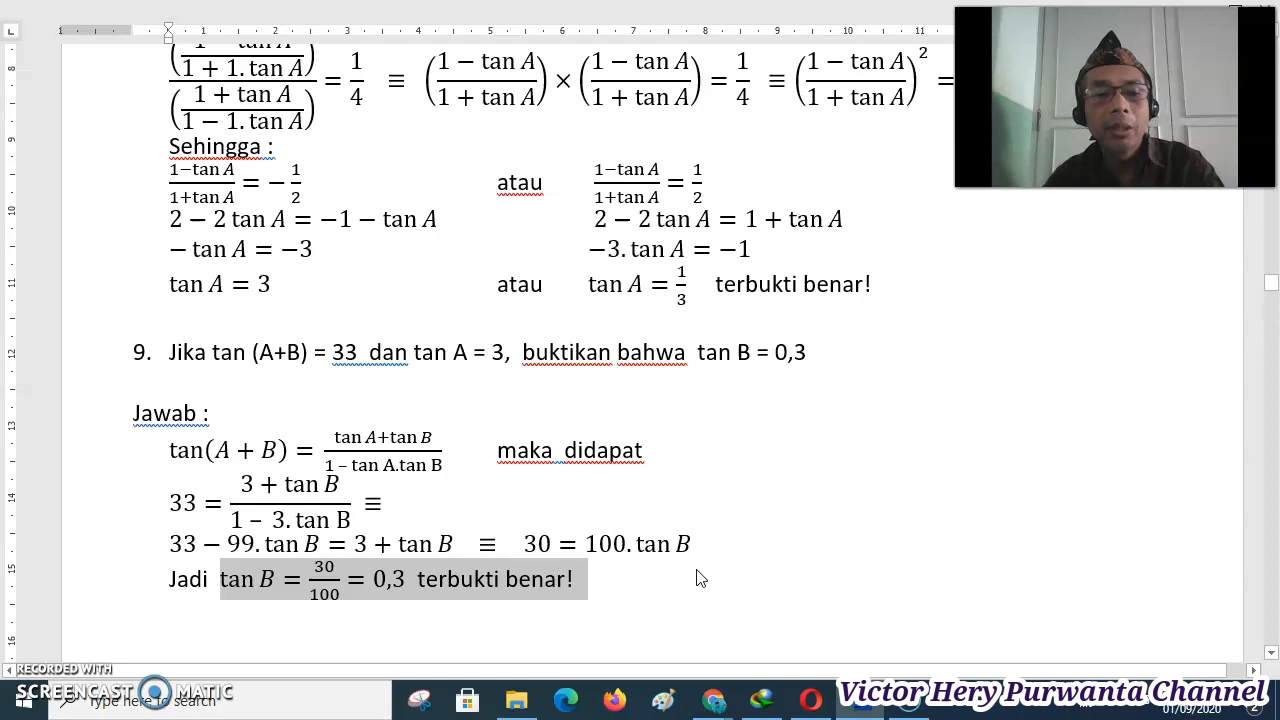 (1 − tan A / 1 + 1. tan A) / (1 + tan A / 1 − 1. tan A) = 1/4 ≡ (1 − tan A / 1 + tan A) × (1 − tan A / 1 + tan A) = 1/4 ≡ (1 − tan A / 1 + tan A)² =
Sehingga :
1−tan A / 1+tan A = − 1/2 atau 1−tan A / 1+tan A = 1/2
2 − 2 tan A = −1 − tan A 2 − 2 tan A = 1 + tan A
− tan A = −3 −3. tan A = −1
tan A = 3 atau tan A = 1/3 terbukti benar!
9. Jika tan (A+B) = 33 dan tan A = 3, buktikan bahwa tan B = 0,3
Jawab :
tan(A + B) = tan A+tan B / 1 – tan A.tan B maka didapat
33 = 3 + tan B / 1 – 3. tan B ≡
33 − 99. tan B = 3 + tan B ≡ 30 = 100. tan B
Jadi tan B = 30/100 = 0,3 terbukti benar!
RECORDED WITH
SCREENCAST MATIC
Type here to search
Victor Hery Purwanta Channel
01/09/2020